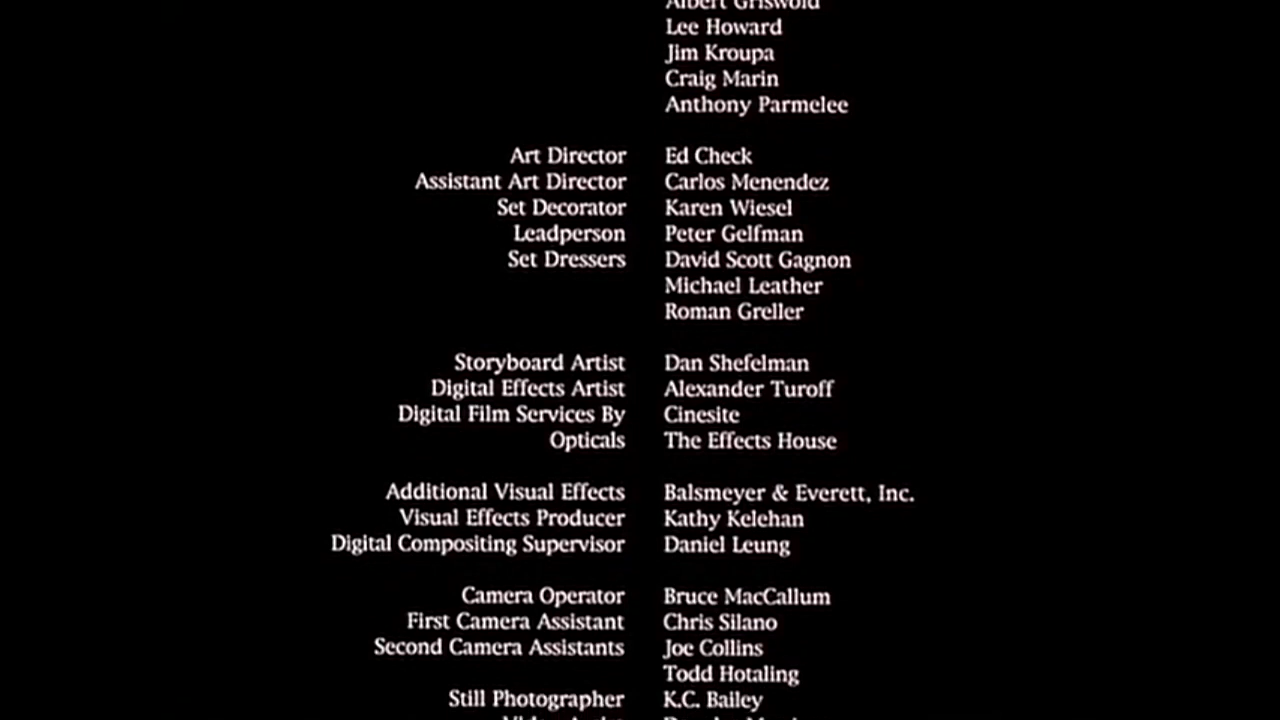 Albert Griswold
Lee Howard
Jim Kroupa
Craig Marin
Anthony Parmelee
Art Director Ed Check
Assistant Art Director Carlos Menendez
Set Decorator Karen Wiesel
Leadperson Peter Gelfman
Set Dressers David Scott Gagnon
Michael Leather
Roman Greller
Storyboard Artist Dan Shefelman
Digital Effects Artist Alexander Turoff
Digital Film Services By Cinesite
Opticals The Effects House
Additional Visual Effects Balsmeyer & Everett, Inc.
Visual Effects Producer Kathy Kelehan
Digital Compositing Supervisor Daniel Leung
Camera Operator Bruce MacCallum
First Camera Assistant Chris Silano
Second Camera Assistants Joe Collins
Todd Hotaling
Still Photographer K.C. Bailey